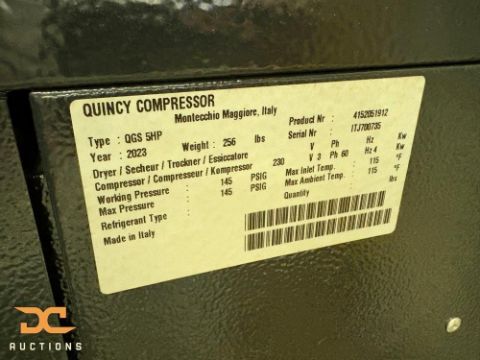 QUINCY COMPRESSOR
Montecchio Maggiore, Italy
Type : QGS 5HP
Product Nr : 4152051912
Year : 2023 Weight : 256 lbs
Serial Nr : ITJ700735
Dryer / Secheur / Trockner / Essiccatore V Ph Hz Kw
Compressor / Compresseur / Kompressor 230 V 3 Ph 60 Hz 4 Kw
Working Pressure : 145 PSIG Max Inlet Temp. : 115 °F
Max Pressure : 145 PSIG Max Ambient Temp. : 115 °F
Refrigerant Type : Quantity : lbs
Made in Italy
DC
AUCTIONS